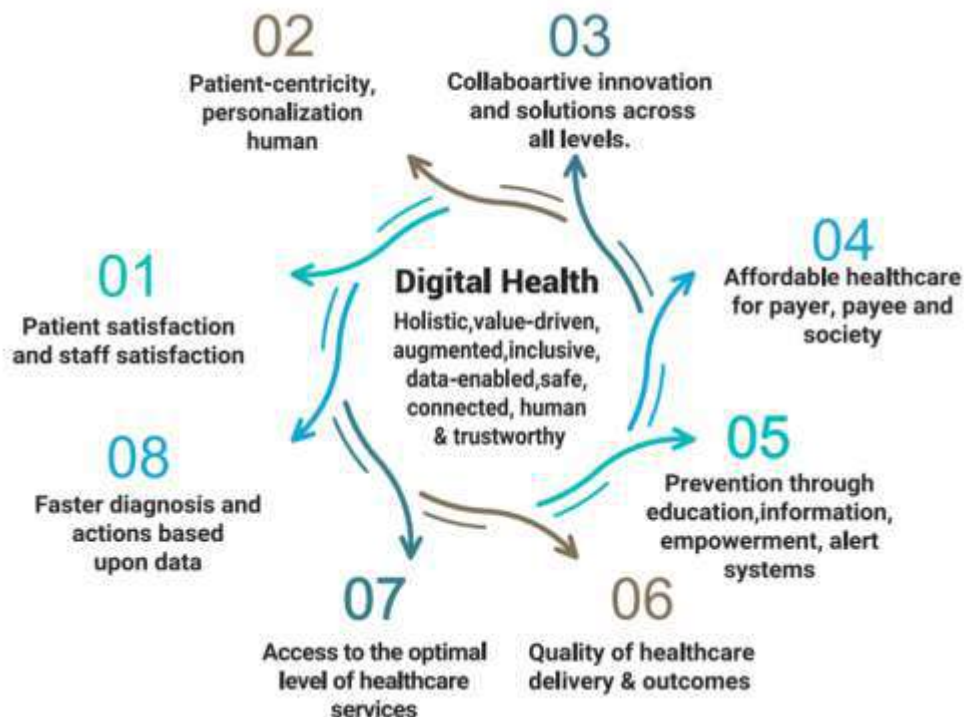 02
Patient-centricity,
personalization
human
03
Collaboartive innovation
and solutions across
all levels.
01
Patient satisfaction
and staff satisfaction
Digital Health
Holistic,value-driven,
augmented,inclusive,
data-enabled,safe,
connected, human
& trustworthy
04
Affordable healthcare
for payer, payee and
society
05
Prevention through
education,information,
empowerment, alert
systems
08
Faster diagnosis and
actions based
upon data
07
Access to the optimal
level of healthcare
services
06
Quality of healthcare
delivery & outcomes